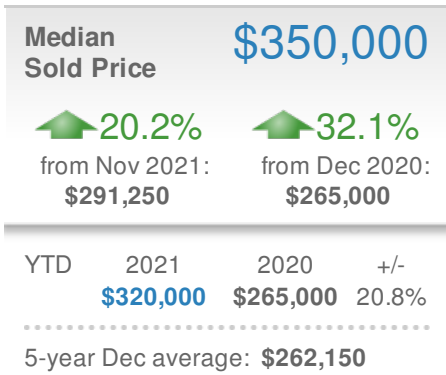 Median $350,000
Sold Price
20.2% 32.1%
from Nov 2021: from Dec 2020:
$291,250 $265,000
YTD 2021 2020 +/-
$320,000 $265,000 20.8%
5-year Dec average: $262,150